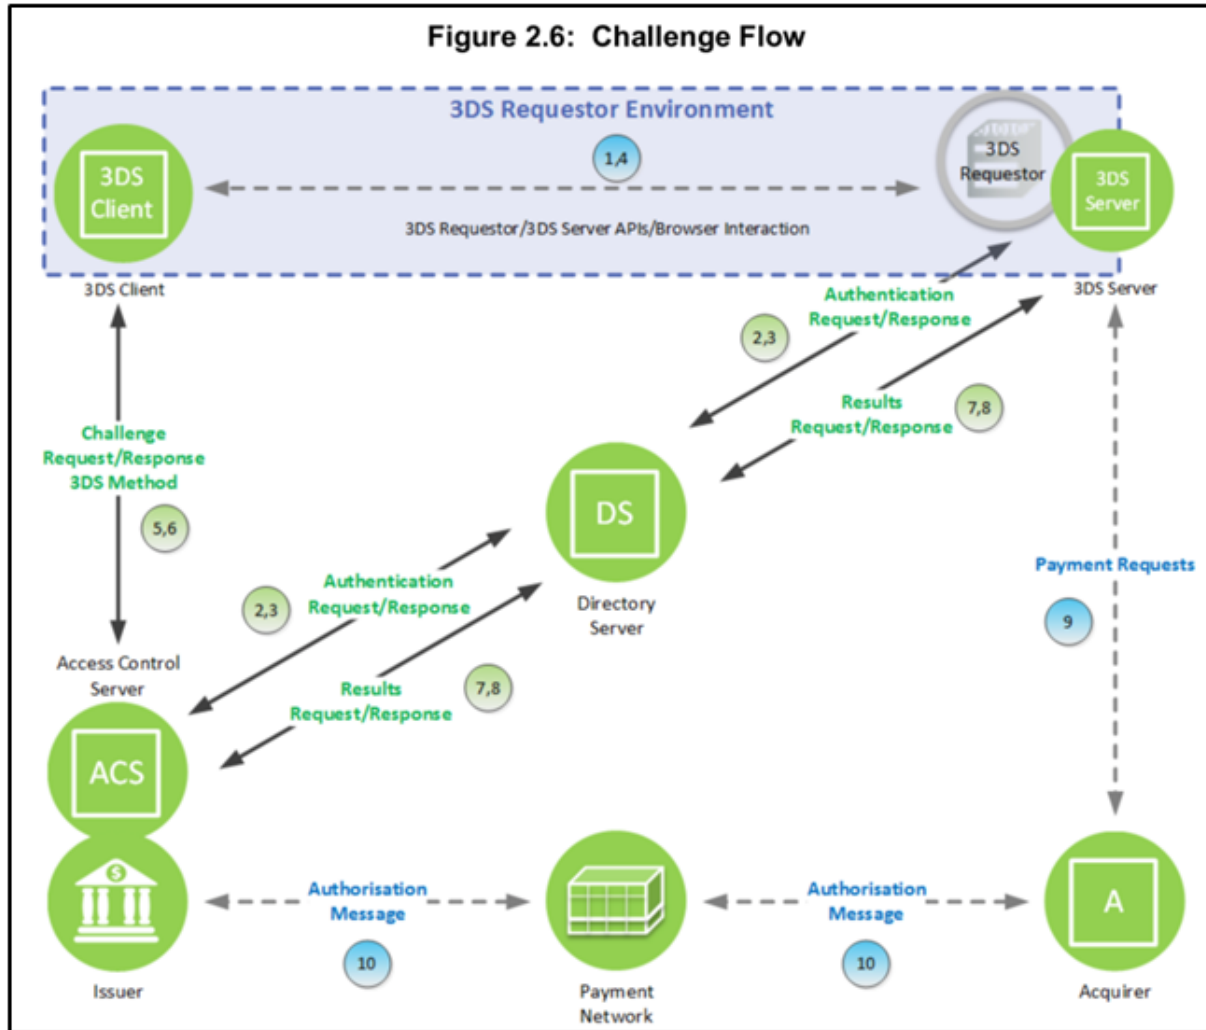 Figure 2.6: Challenge Flow
3DS Requestor Environment
1,4
3DS
Client
3DS
Requestor
3DS
Server
3DS Requestor/3DS Server APIs/Browser Interaction
3DS Client
3DS Server
Authentication
Request/Response
2,3
Results
Request/Response
7,8
Challenge
Request/Response
3DS Method
5,6
DS
Directory
Server
Payment Requests
9
Authentication
Request/Response
2,3
Results
Request/Response
7,8
Access Control
Server
ACS
$
Issuer
Authorisation
Message
10
Payment
Network
Authorisation
Message
10
A
Acquirer